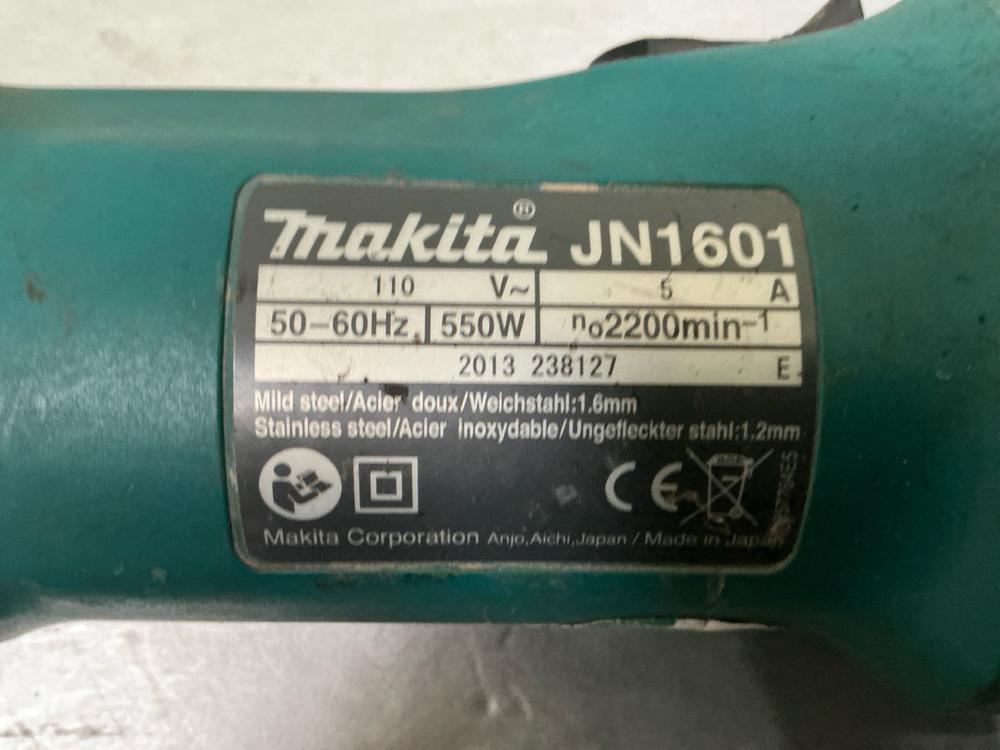 makita® JN1601
110 V~ 5 A
50-60Hz 550W no2200min-1
2013 238127 E
Mild steel/Acier doux/Weichstahl:1.6mm
Stainless steel/Acier inoxydable/Ungefleckter stahl:1.2mm
CE
Makita Corporation Anjo,Aichi,Japan / Made in Japan